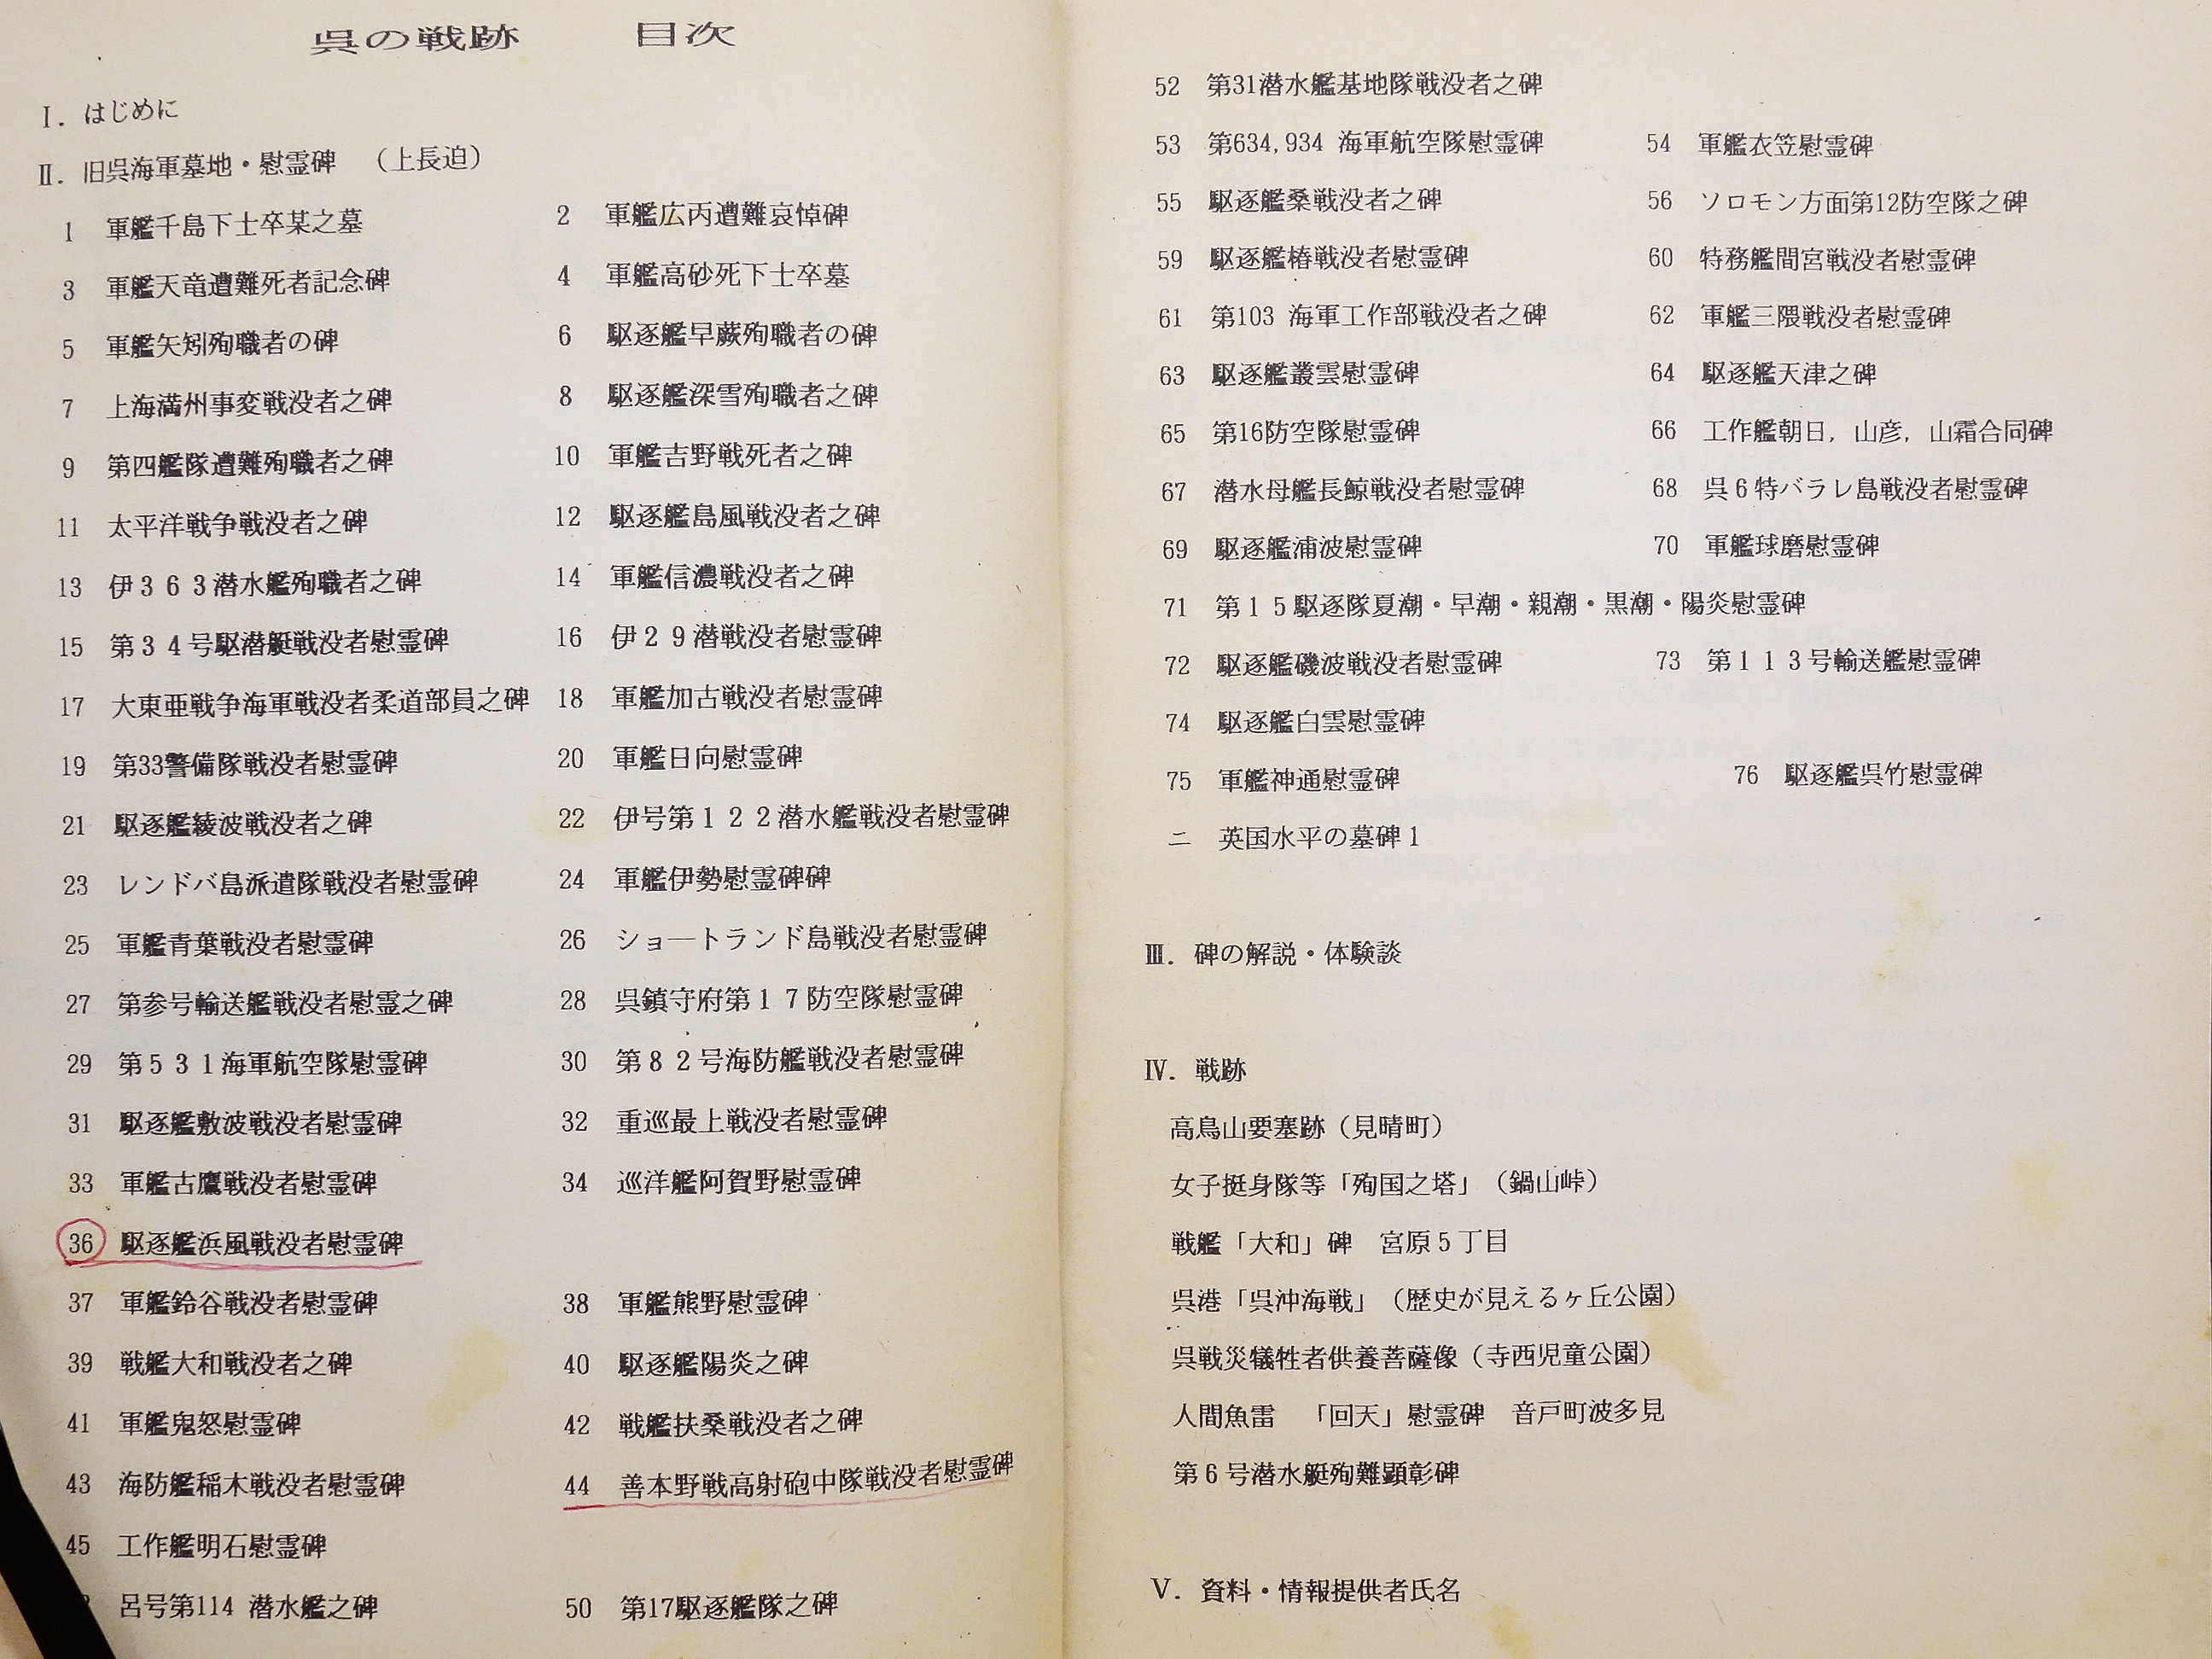 呉の戦跡　　目次
Ⅰ．はじめに
Ⅱ．旧呉海軍墓地・慰霊碑　（上長迫）
1　軍艦千島下士卒某之墓　2　軍艦広丙遭難哀悼碑
3　軍艦天竜遭難死者記念碑　4　軍艦高砂死下士卒墓
5　軍艦矢矧殉職者の碑　6　駆逐艦早蕨殉職者の碑
7　上海満州事変戦没者之碑　8　駆逐艦深雪殉職者之碑
9　第四艦隊遭難殉職者之碑　10　軍艦吉野戦死者之碑
11　太平洋戦争戦没者之碑　12　駆逐艦島風戦没者之碑
13　伊３６３潜水艦殉職者之碑　14　軍艦信濃戦没者之碑
15　第３４号駆潜艇戦没者慰霊碑　16　伊２９潜戦没者慰霊碑
17　大東亜戦争海軍戦没者柔道部員之碑　18　軍艦加古戦没者慰霊碑
19　第33警備隊戦没者慰霊碑　20　軍艦日向慰霊碑
21　駆逐艦綾波戦没者之碑　22　伊号第１２２潜水艦戦没者慰霊碑
23　レンドバ島派遣隊戦没者慰霊碑　24　軍艦伊勢慰霊碑碑
25　軍艦青葉戦没者慰霊碑　26　ショートランド島戦没者慰霊碑
27　第参号輸送艦戦没者慰霊之碑　28　呉鎮守府第１７防空隊慰霊碑
29　第５３１海軍航空隊慰霊碑　30　第８２号海防艦戦没者慰霊碑
31　駆逐艦敷波戦没者慰霊碑　32　重巡最上戦没者慰霊碑
33　軍艦古鷹戦没者慰霊碑　34　巡洋艦阿賀野慰霊碑
36　駆逐艦浜風戦没者慰霊碑
37　軍艦鈴谷戦没者慰霊碑　38　軍艦熊野慰霊碑
39　戦艦大和戦没者之碑　40　駆逐艦陽炎之碑
41　軍艦鬼怒慰霊碑　42　戦艦扶桑戦没者之碑
43　海防艦稲木戦没者慰霊碑　44　善本野戦高射砲中隊戦没者慰霊碑
45　工作艦明石慰霊碑
呂号第114 潜水艦之碑　50　第17駆逐艦隊之碑
52　第31潜水艦基地隊戦没者之碑
53　第634,934 海軍航空隊慰霊碑　54　軍艦衣笠慰霊碑
55　駆逐艦桑戦没者之碑　56　ソロモン方面第12防空隊之碑
59　駆逐艦椿戦没者慰霊碑　60　特務艦間宮戦没者慰霊碑
61　第103 海軍工作部戦没者之碑　62　軍艦三隈戦没者慰霊碑
63　駆逐艦叢雲慰霊碑　64　駆逐艦天津之碑
65　第16防空隊慰霊碑　66　工作艦朝日，山彦，山霜合同碑
67　潜水母艦長鯨戦没者慰霊碑　68　呉６特バラレ島戦没者慰霊碑
69　駆逐艦浦波慰霊碑　70　軍艦球磨慰霊碑
71　第１５駆逐隊夏潮・早潮・親潮・黒潮・陽炎慰霊碑
72　駆逐艦磯波戦没者慰霊碑　73　第１１３号輸送艦慰霊碑
74　駆逐艦白雲慰霊碑
75　軍艦神通慰霊碑　76　駆逐艦呉竹慰霊碑
ニ　英国水平の墓碑１
Ⅲ．碑の解説・体験談
Ⅳ．戦跡
高烏山要塞跡（見晴町）
女子挺身隊等「殉国之塔」（鍋山峠）
戦艦「大和」碑　宮原５丁目
呉港「呉沖海戦」（歴史が見えるヶ丘公園）
呉戦災犠牲者供養菩薩像（寺西児童公園）
人間魚雷　「回天」慰霊碑　音戸町波多見
第６号潜水艇殉難顕彰碑
Ⅴ．資料・情報提供者氏名